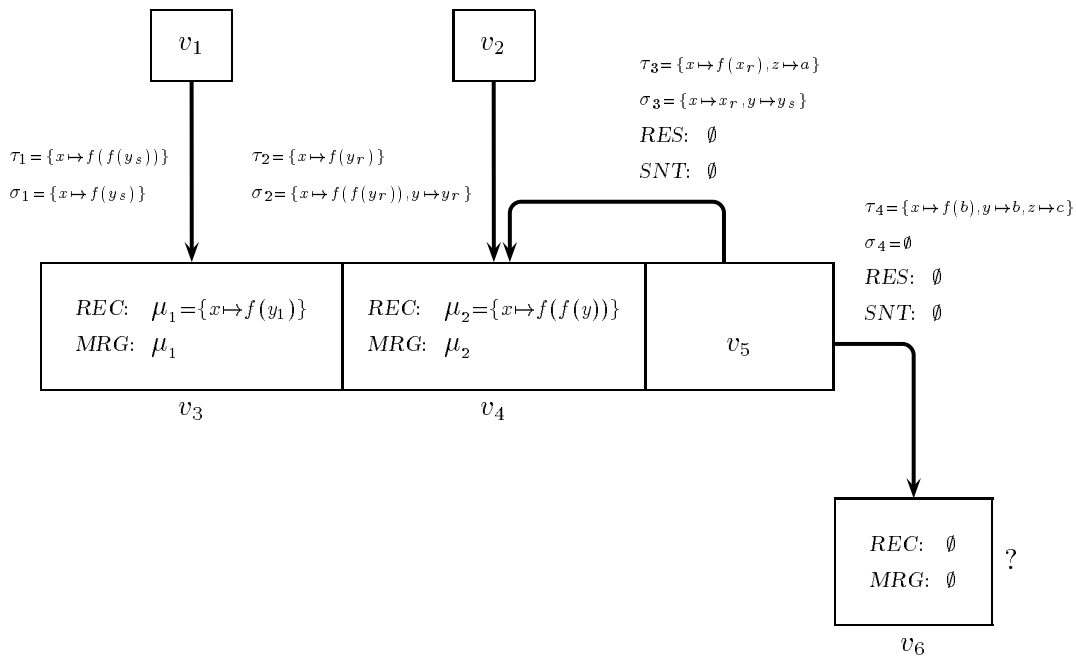 v₁
v₂
τ₃={x↦f(xᵣ),z↦a}
σ₃={x↦xᵣ,y↦yₛ}
RES: ∅
SNT: ∅
τ₁={x↦f(f(yₛ))}
σ₁={x↦f(yₛ)}
τ₂={x↦f(yᵣ)}
σ₂={x↦f(f(yᵣ)),y↦yᵣ}
τ₄={x↦f(b),y↦b,z↦c}
σ₄=∅
RES: ∅
SNT: ∅
REC: μ₁={x↦f(y₁)}
MRG: μ₁
REC: μ₂={x↦f(f(y))}
MRG: μ₂
v₅
v₃
v₄
REC: ∅
MRG: ∅
?
v₆